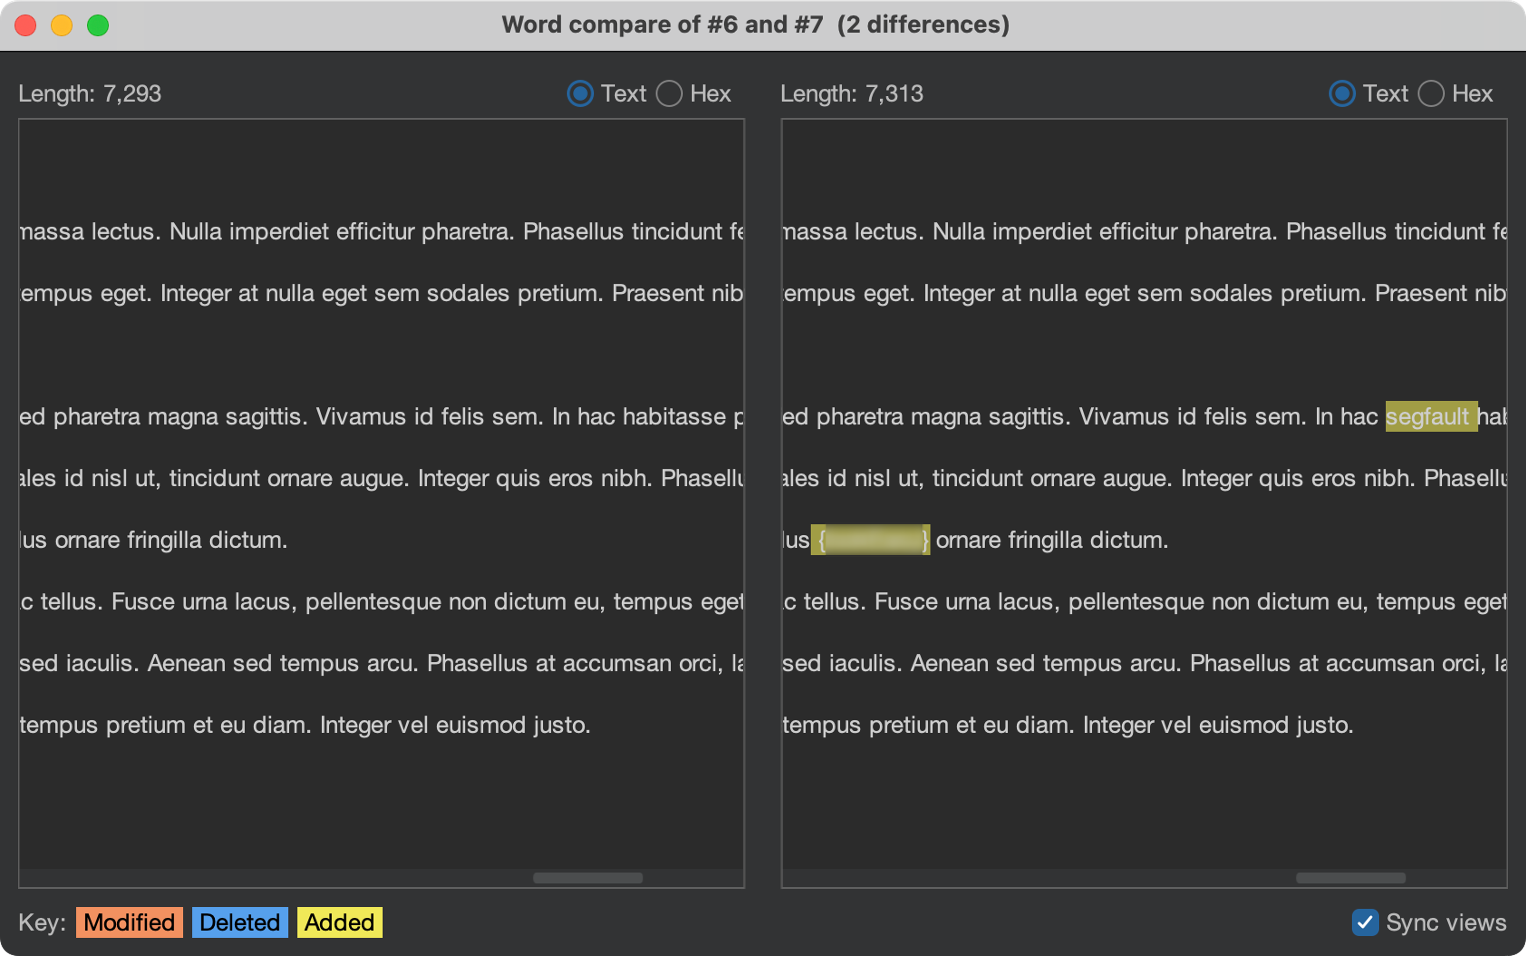 Word compare of #6 and #7 (2 differences)
Length: 7,293
Text
Hex
massa lectus. Nulla imperdiet efficitur pharetra. Phasellus tincidunt fe
empus eget. Integer at nulla eget sem sodales pretium. Praesent nib
ed pharetra magna sagittis. Vivamus id felis sem. In hac habitasse p
ales id nisl ut, tincidunt ornare augue. Integer quis eros nibh. Phasellu
lus ornare fringilla dictum.
c tellus. Fusce urna lacus, pellentesque non dictum eu, tempus eget
sed iaculis. Aenean sed tempus arcu. Phasellus at accumsan orci, la
tempus pretium et eu diam. Integer vel euismod justo.
Length: 7,313
Text
Hex
massa lectus. Nulla imperdiet efficitur pharetra. Phasellus tincidunt fe
empus eget. Integer at nulla eget sem sodales pretium. Praesent nib
ed pharetra magna sagittis. Vivamus id felis sem. In hac segfault hab
ales id nisl ut, tincidunt ornare augue. Integer quis eros nibh. Phasellu
lus { } ornare fringilla dictum.
c tellus. Fusce urna lacus, pellentesque non dictum eu, tempus eget
sed iaculis. Aenean sed tempus arcu. Phasellus at accumsan orci, la
tempus pretium et eu diam. Integer vel euismod justo.
Key: Modified Deleted Added
Sync views